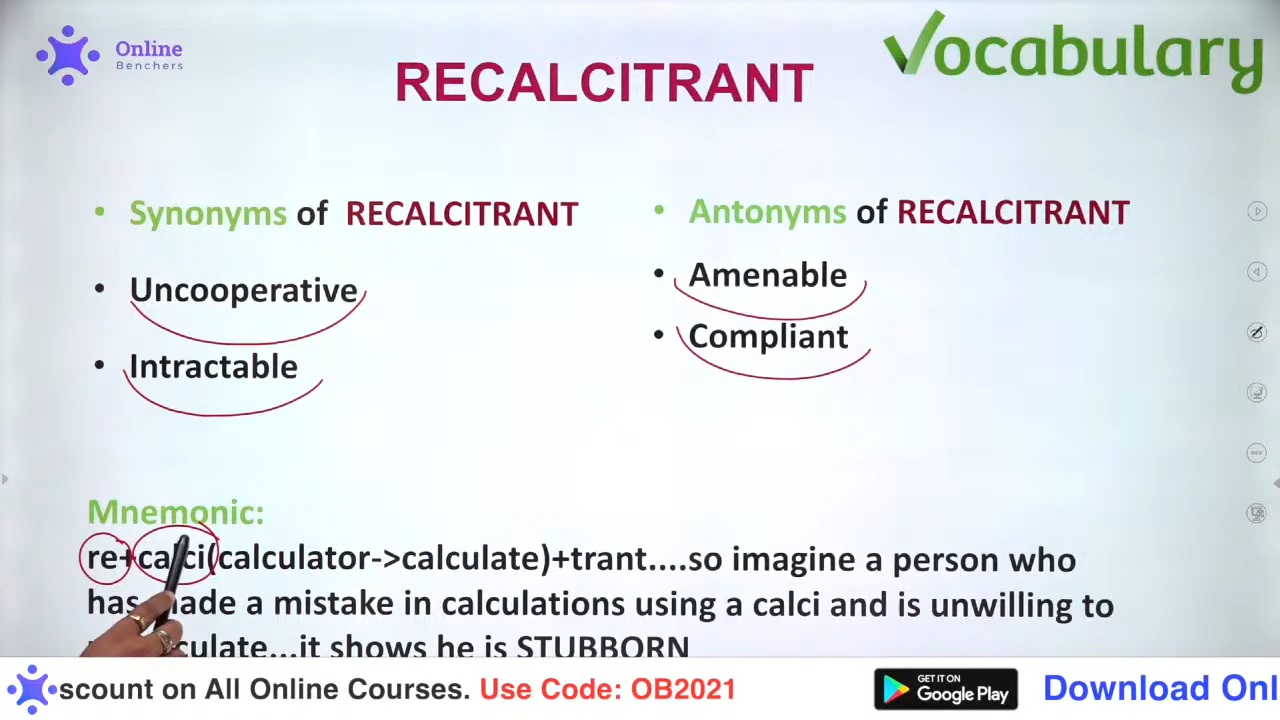 Online
Benchers
Vocabulary
RECALCITRANT
• Synonyms of RECALCITRANT
• Uncooperative
• Intractable
• Antonyms of RECALCITRANT
• Amenable
• Compliant
Mnemonic:
re+calci(calculator->calculate)+trant....so imagine a person who
has made a mistake in calculations using a calci and is unwilling to
...it shows he is STUBBORN
scount on All Online Courses. Use Code: OB2021
GET IT ON
Google Play
Download Onl